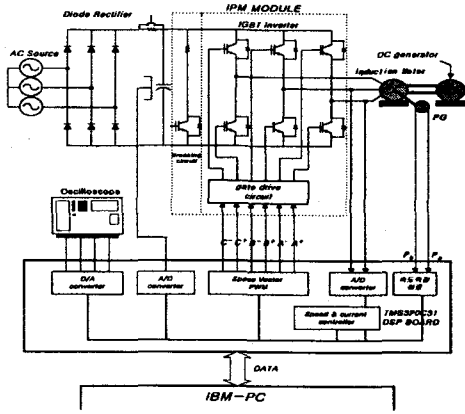 IPM MODULE
Diode Rectifier
IGBT Inverter
AC Source
DC generator
Induction Motor
PG
Breaking
circuit
Gate drive
circuit
Oscilloscope
C⁻ C⁺ B⁻ B⁺ A⁻ A⁺
D/A
converter
A/D
converter
Space Vector
PWM
A/D
converter
Speed & current
controller
TMS320C31
DSP BOARD
DATA
IBM-PC